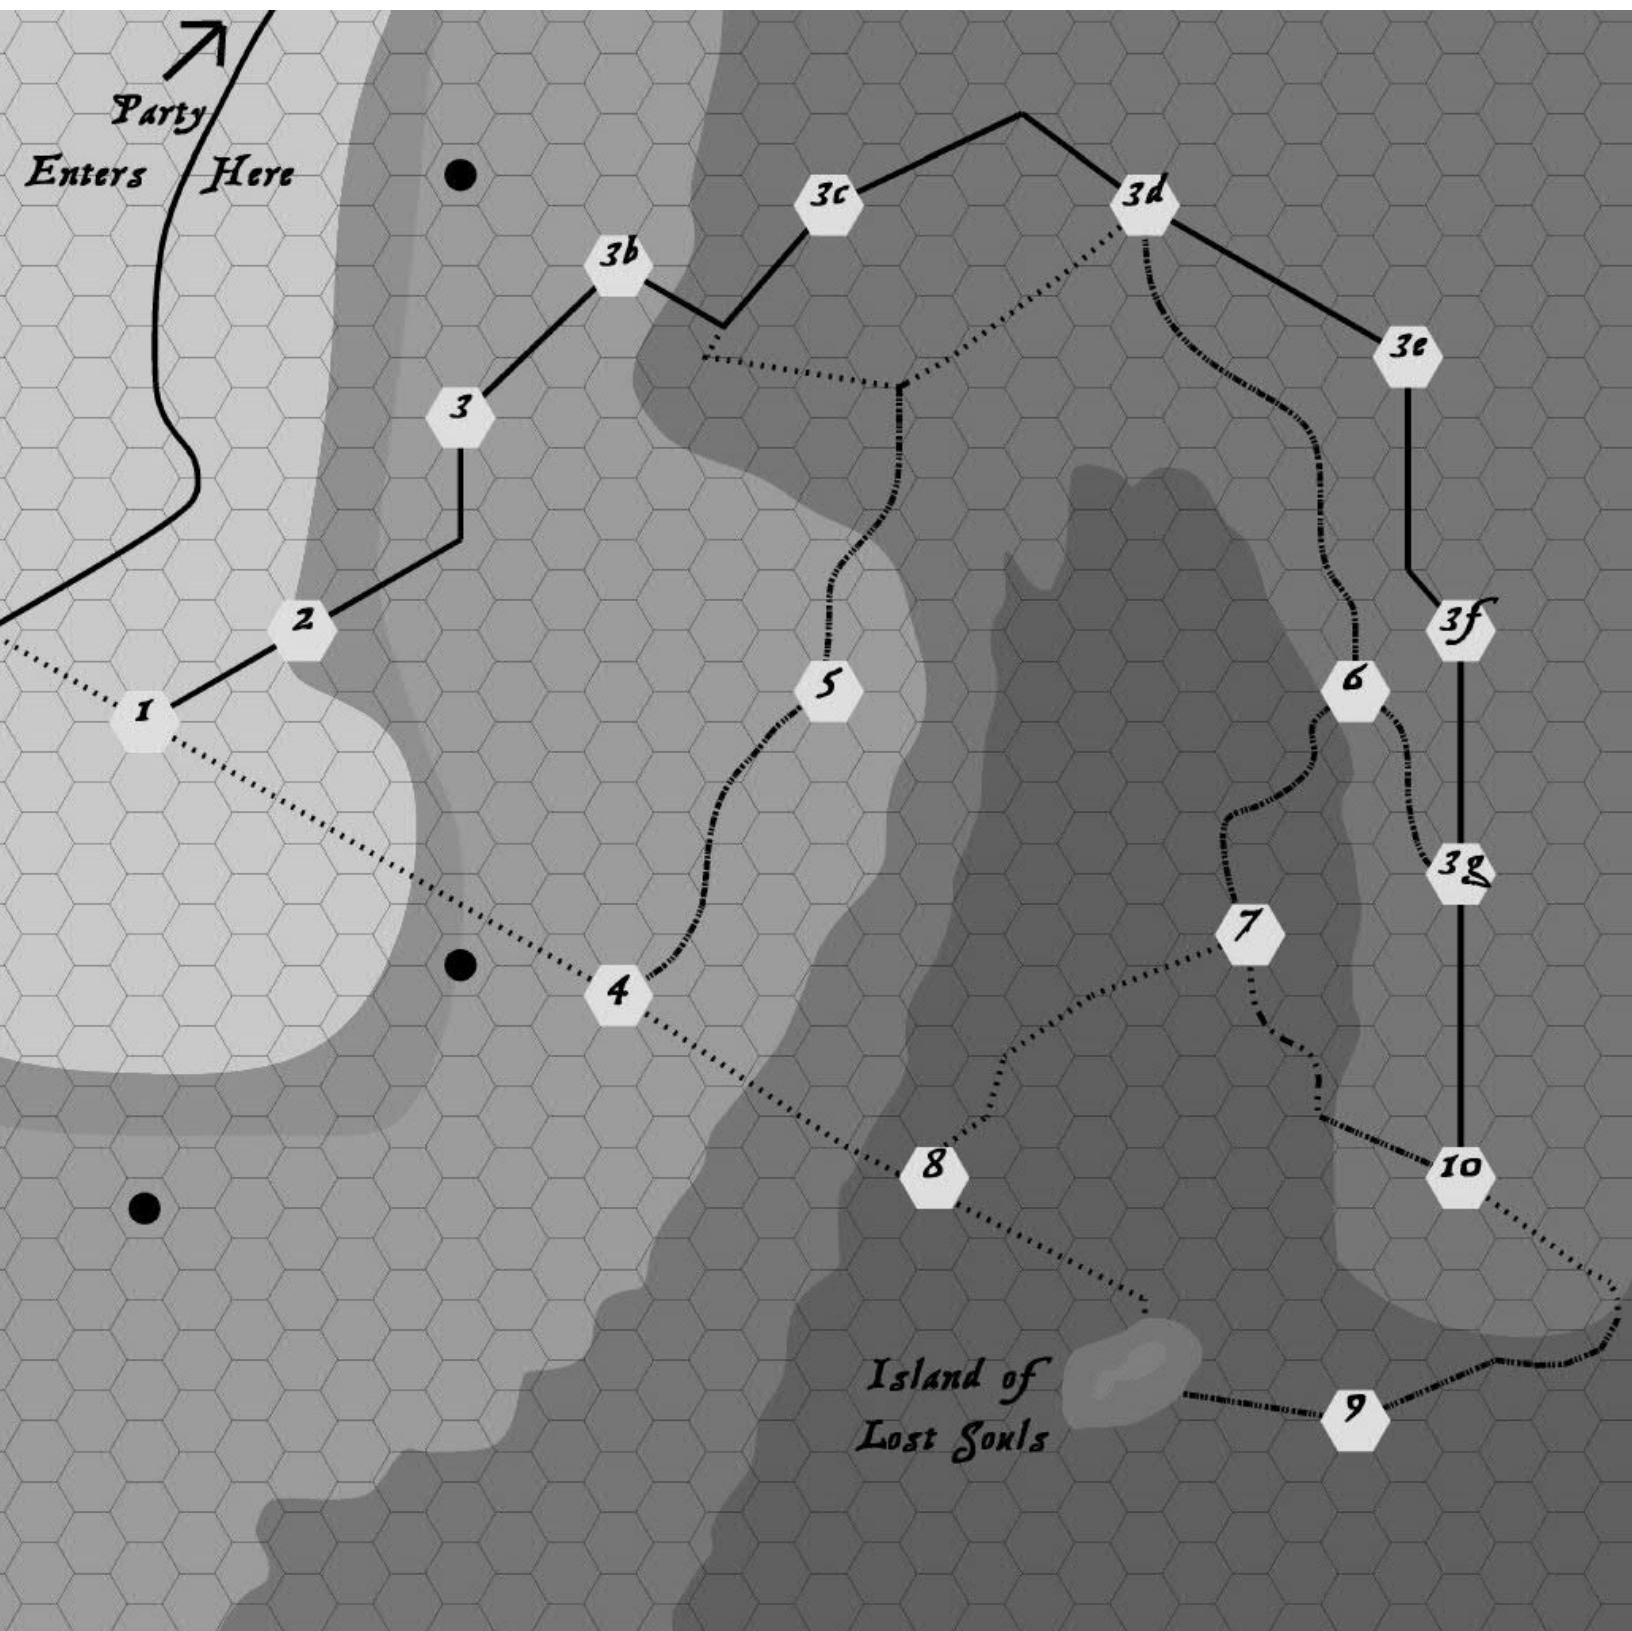 Party
Enters Here
3c
3d
3b
3e
3
2
3f
1
5
6
3g
7
4
8
10
Island of
Lost Souls
9